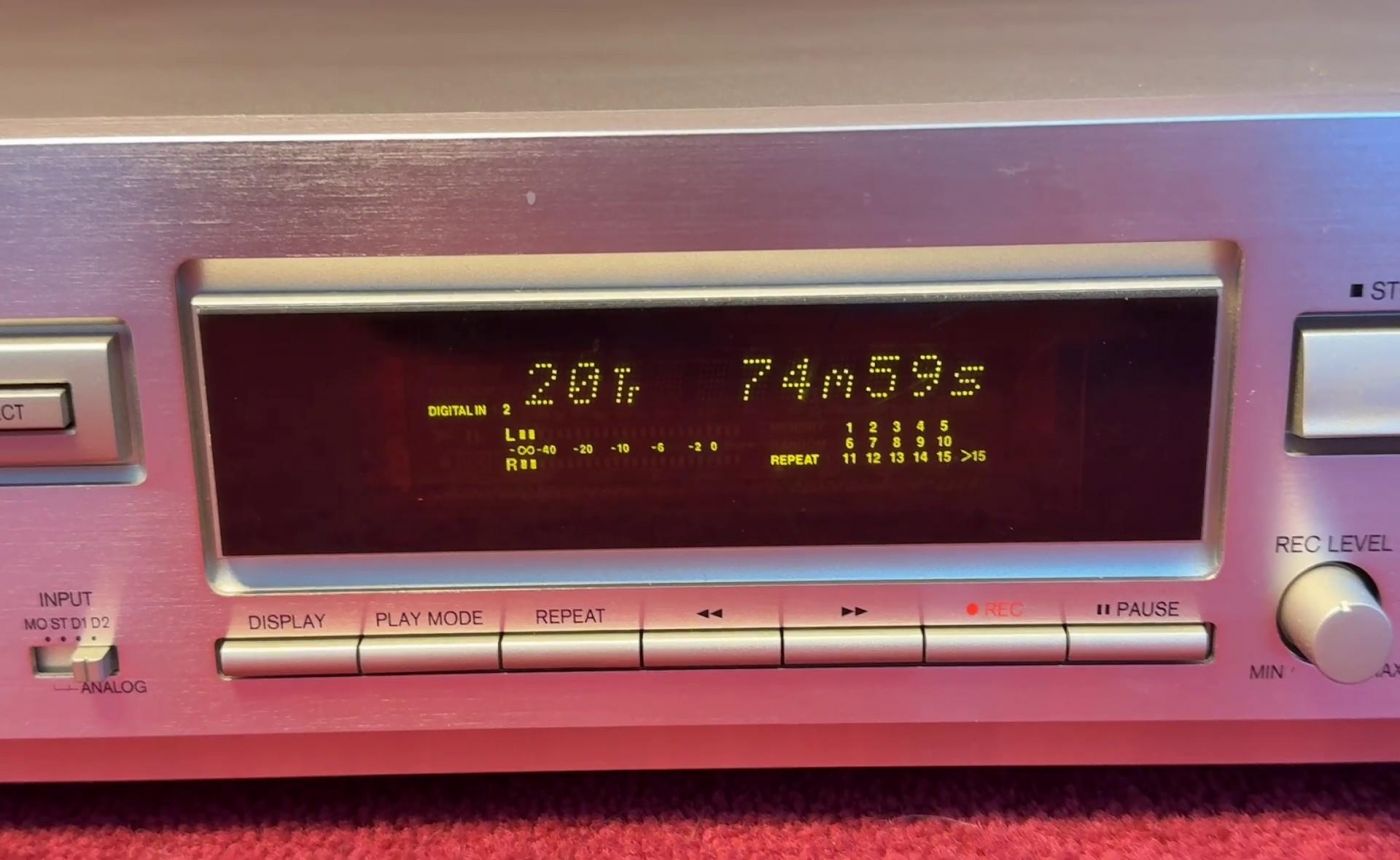 20Tr 74m59s
DIGITAL IN 2
L
-∞ -40 -20 -10 -6 -2 0
R
1 2 3 4 5
6 7 8 9 10
REPEAT 11 12 13 14 15 >15
■ ST
ECT
REC LEVEL
MIN
INPUT
MO ST D1 D2
ANALOG
DISPLAY PLAY MODE REPEAT ◀◀ ▶▶ ● REC ▮▮ PAUSE